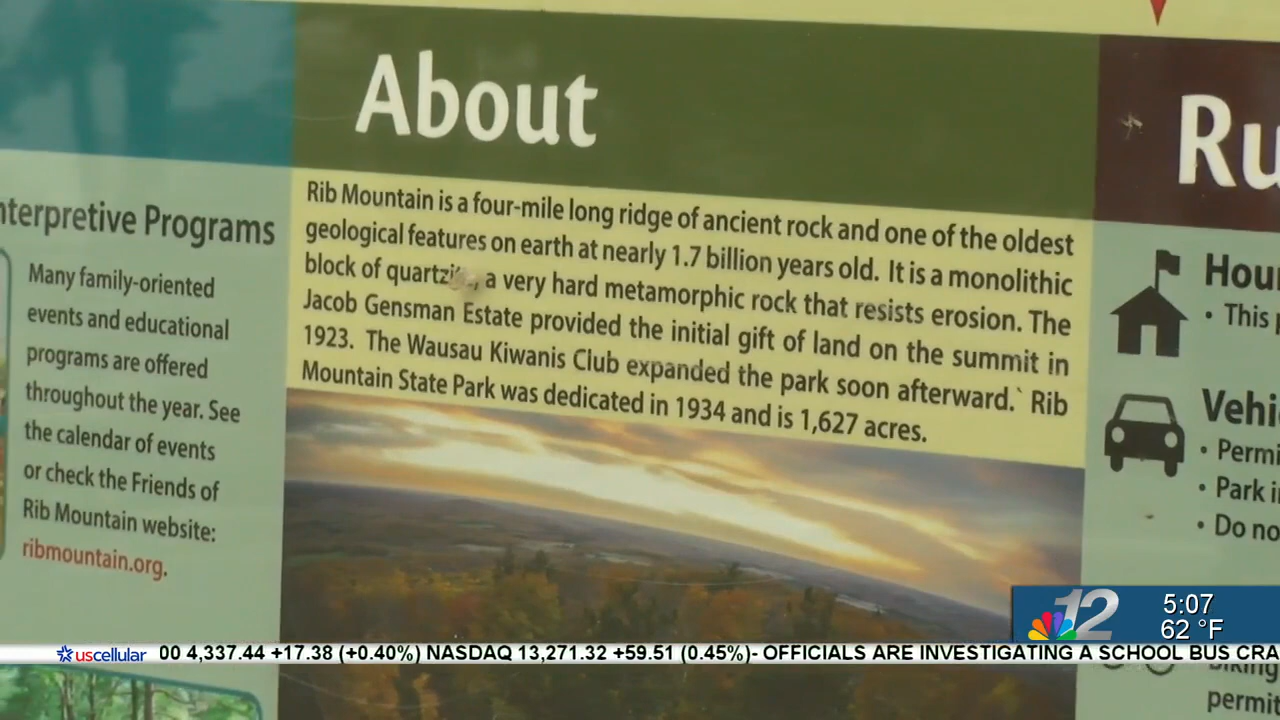 About
Ru
nterpretive Programs
Many family-oriented
events and educational
programs are offered
throughout the year. See
the calendar of events
or check the Friends of
Rib Mountain website:
ribmountain.org.
Rib Mountain is a four-mile long ridge of ancient rock and one of the oldest
geological features on earth at nearly 1.7 billion years old. It is a monolithic
block of quartzi , a very hard metamorphic rock that resists erosion. The
Jacob Gensman Estate provided the initial gift of land on the summit in
1923. The Wausau Kiwanis Club expanded the park soon afterward.` Rib
Mountain State Park was dedicated in 1934 and is 1,627 acres.
Hou
• This
Vehi
• Permi
• Park i
• Do no
12
5:07
62 °F
uscellular 00 4,337.44 +17.38 (+0.40%) NASDAQ 13,271.32 +59.51 (0.45%)- OFFICIALS ARE INVESTIGATING A SCHOOL BUS CRA
permit